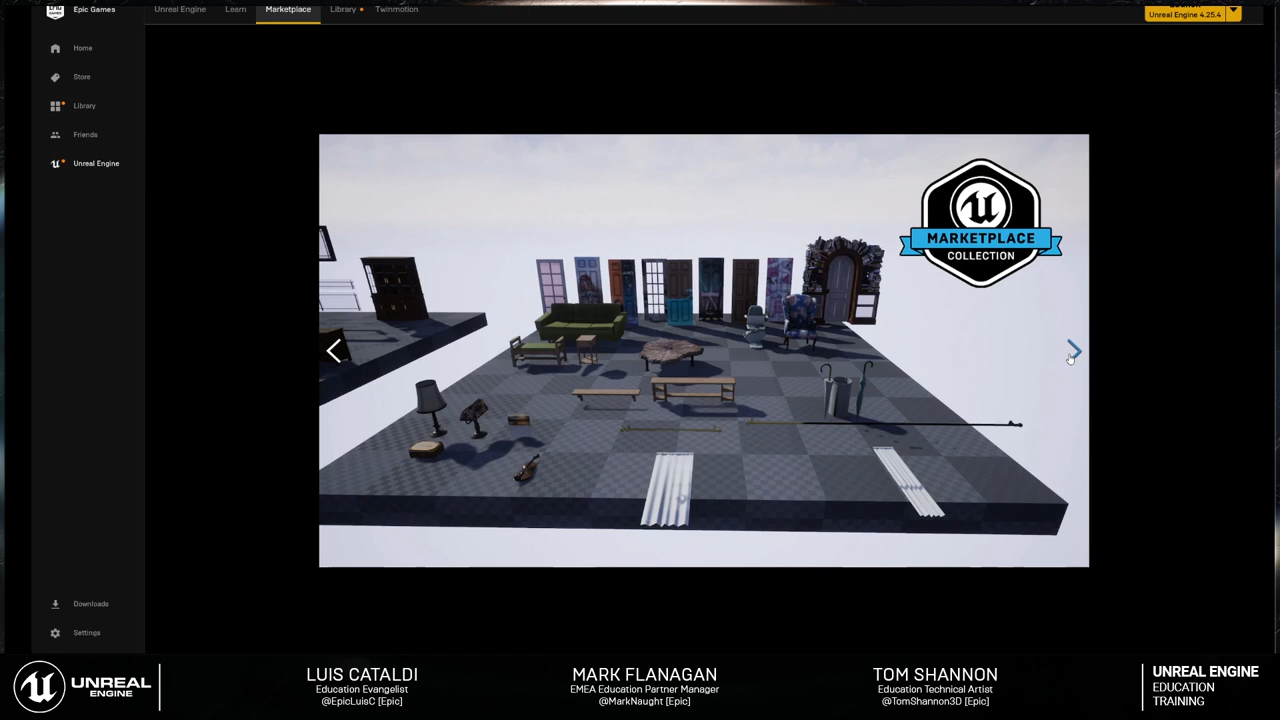 Epic Games
Unreal Engine
Learn
Marketplace
Library
Twinmotion
Unreal Engine 4.25.4
Home
Store
Library
Friends
Unreal Engine
MARKETPLACE
COLLECTION
Downloads
Settings
UNREAL
ENGINE
LUIS CATALDI
Education Evangelist
@EpicLuisC [Epic]
MARK FLANAGAN
EMEA Education Partner Manager
@MarkNaught [Epic]
TOM SHANNON
Education Technical Artist
@TomShannon3D [Epic]
UNREAL ENGINE
EDUCATION
TRAINING